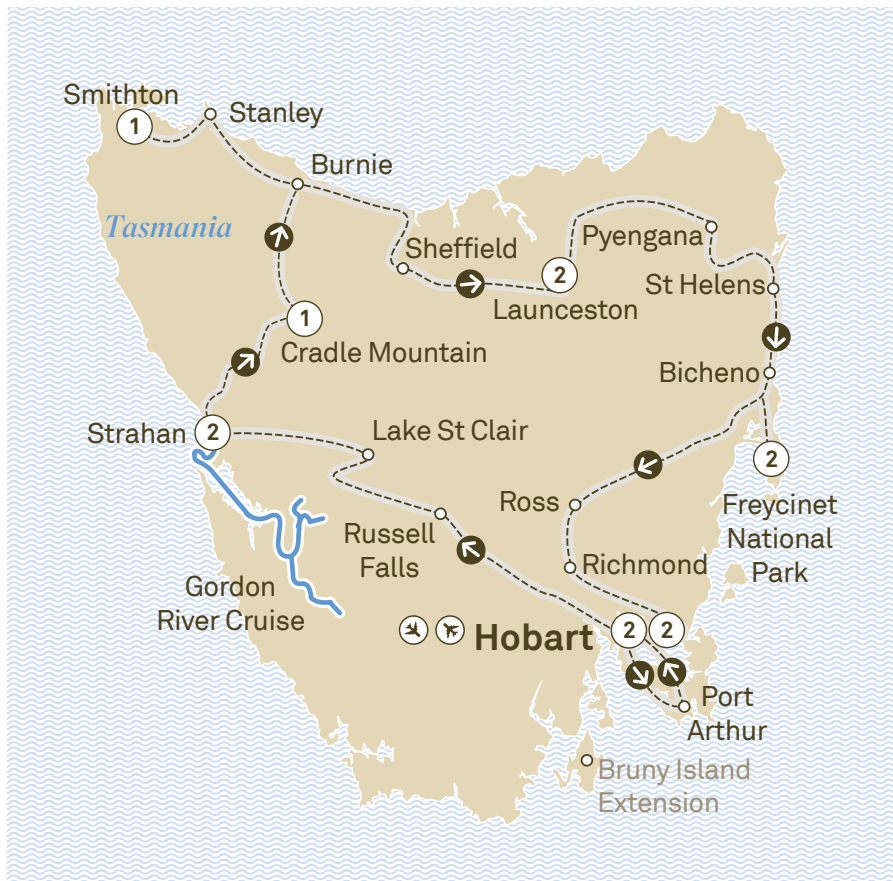 Smithton
1
Stanley
Burnie
Tasmania
Sheffield
Pyengana
2
St Helens
Launceston
1
Cradle Mountain
Bicheno
Strahan
2
Lake St Clair
2
Ross
Freycinet
National
Park
Russell
Falls
Richmond
Gordon
River Cruise
Hobart
2
2
Port
Arthur
Bruny Island
Extension